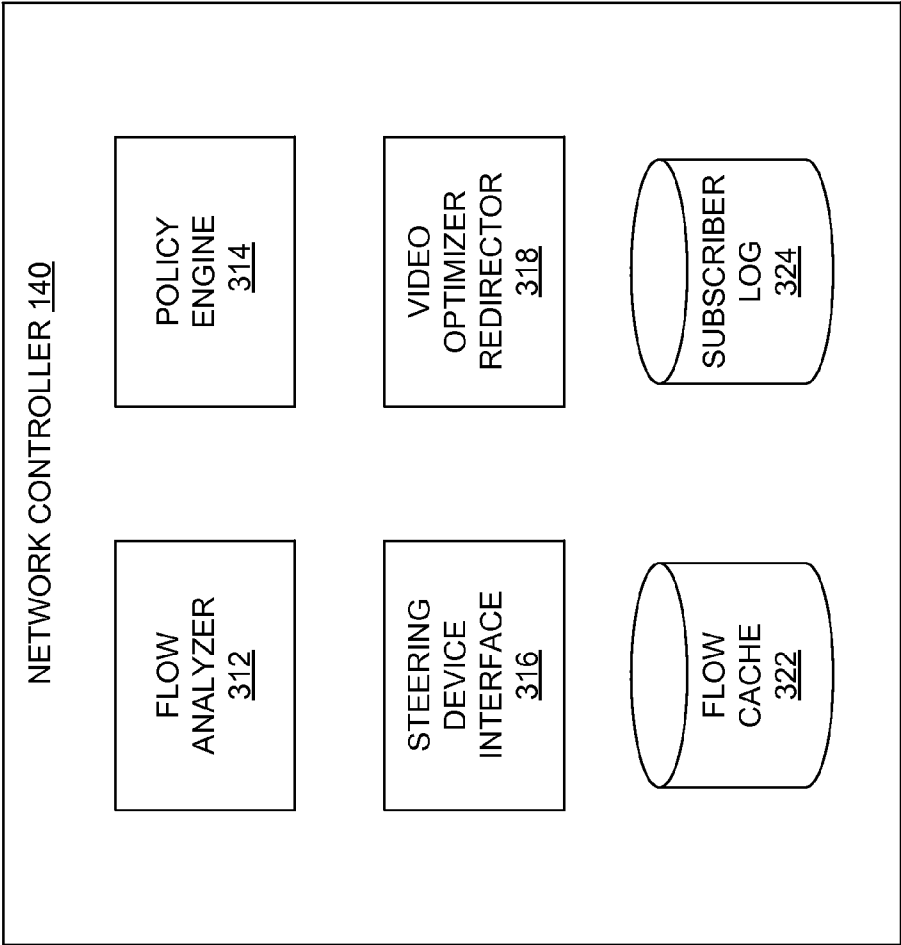 NETWORK CONTROLLER 140
FLOW
ANALYZER
312
POLICY
ENGINE
314
STEERING
DEVICE
INTERFACE
316
VIDEO
OPTIMIZER
REDIRECTOR
318
FLOW
CACHE
322
SUBSCRIBER
LOG
324